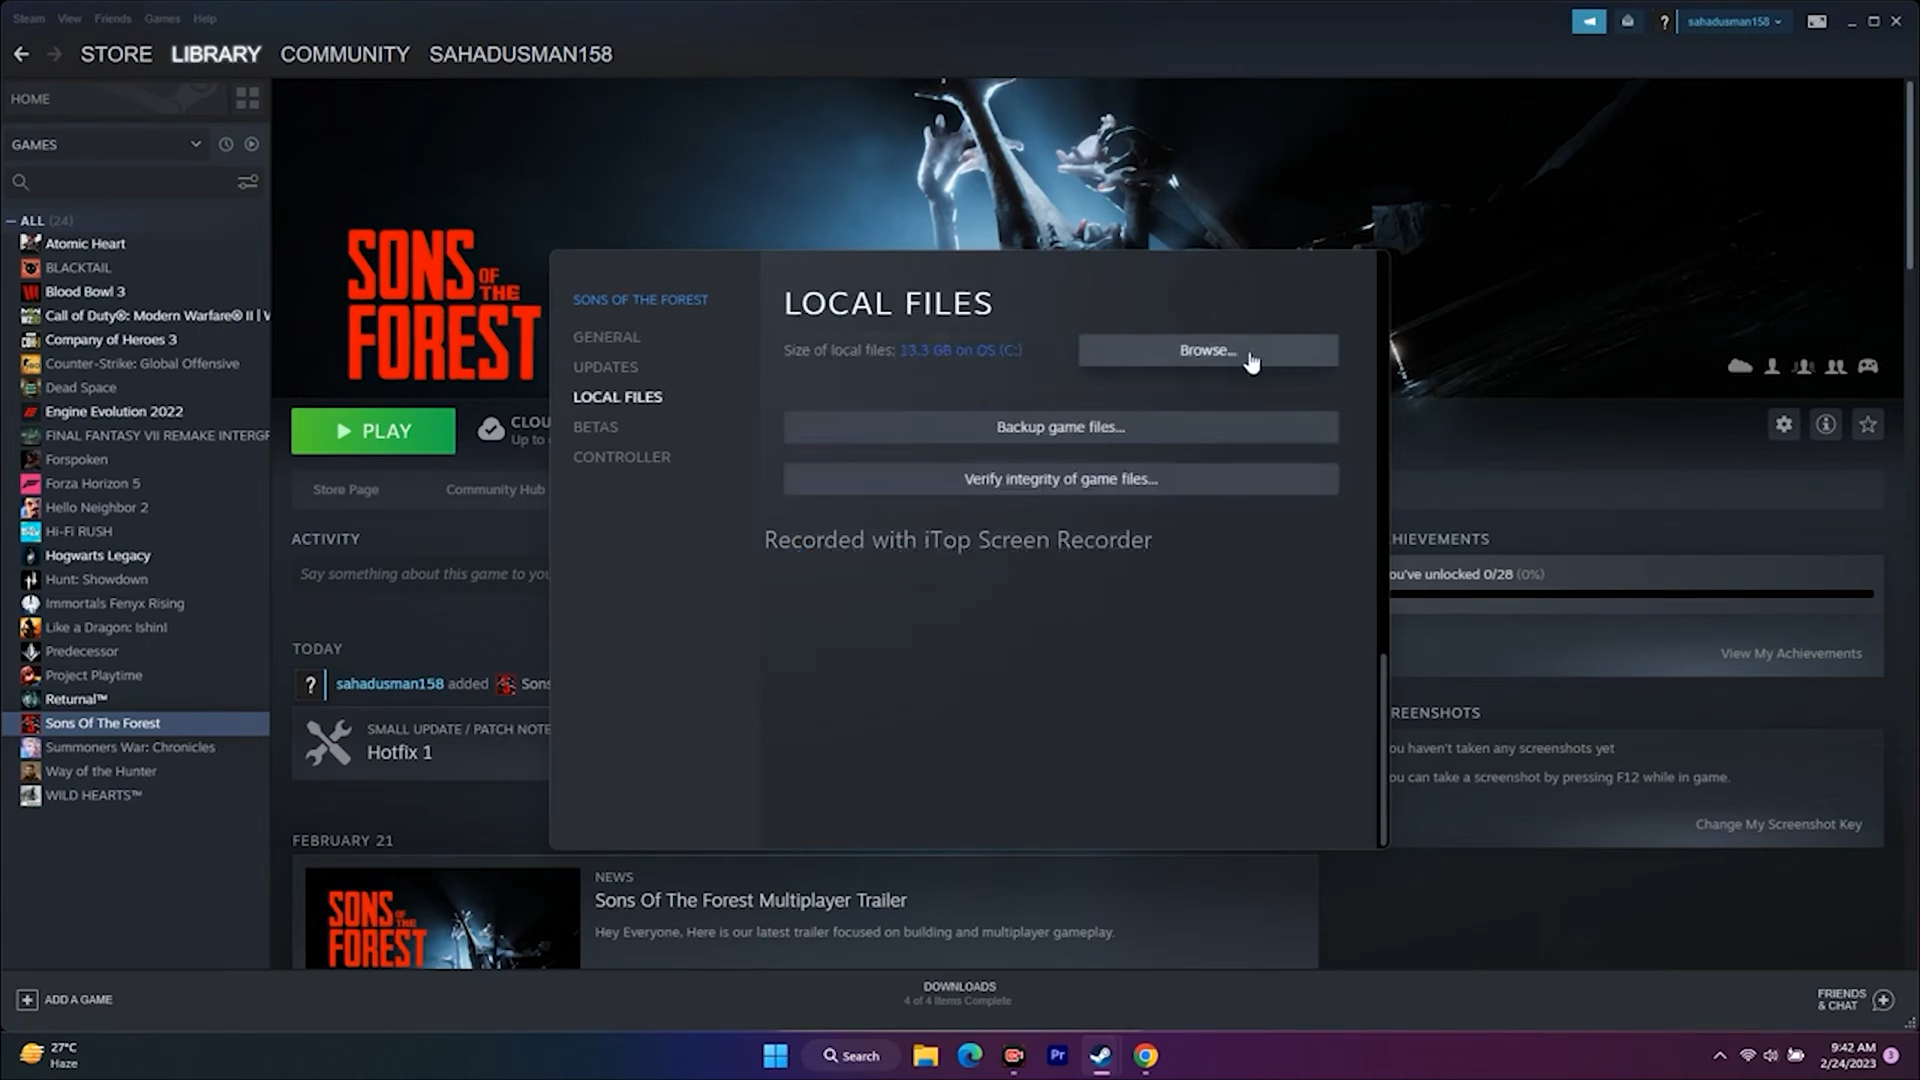 Steam View Friends Games Help
sahadusman158
STORE LIBRARY COMMUNITY SAHADUSMAN158
HOME
GAMES
ALL (24)
Atomic Heart
BLACKTAIL
Blood Bowl 3
Call of Duty®: Modern Warfare® II | W
Company of Heroes 3
Counter-Strike: Global Offensive
Dead Space
Engine Evolution 2022
FINAL FANTASY VII REMAKE INTERGR
Forspoken
Forza Horizon 5
Hello Neighbor 2
Hi-Fi RUSH
Hogwarts Legacy
Hunt: Showdown
Immortals Fenyx Rising
Like a Dragon: Ishin!
Predecessor
Project Playtime
Returnal™
Sons Of The Forest
Summoners War: Chronicles
Way of the Hunter
WILD HEARTS™
SONS OF THE FOREST
PLAY
CLOU
Up to
Store Page Community Hub
ACTIVITY
Say something about this game to you
TODAY
sahadusman158 added Sons
SMALL UPDATE / PATCH NOTE
Hotfix 1
FEBRUARY 21
SONS OF THE FOREST
NEWS
Sons Of The Forest Multiplayer Trailer
Hey Everyone, Here is our latest trailer focused on building and multiplayer gameplay.
SONS OF THE FOREST
GENERAL
UPDATES
LOCAL FILES
BETAS
CONTROLLER
LOCAL FILES
Size of local files: 13.3 GB on OS (C:)
Browse...
Backup game files...
Verify integrity of game files...
Recorded with iTop Screen Recorder
HIEVEMENTS
ou've unlocked 0/28 (0%)
View My Achievements
REENSHOTS
ou haven't taken any screenshots yet
ou can take a screenshot by pressing F12 while in game.
Change My Screenshot Key
ADD A GAME
DOWNLOADS
4 of 4 Items Complete
FRIENDS
& CHAT
27°C
Haze
Search
Pr
9:42 AM
2/24/2023
3